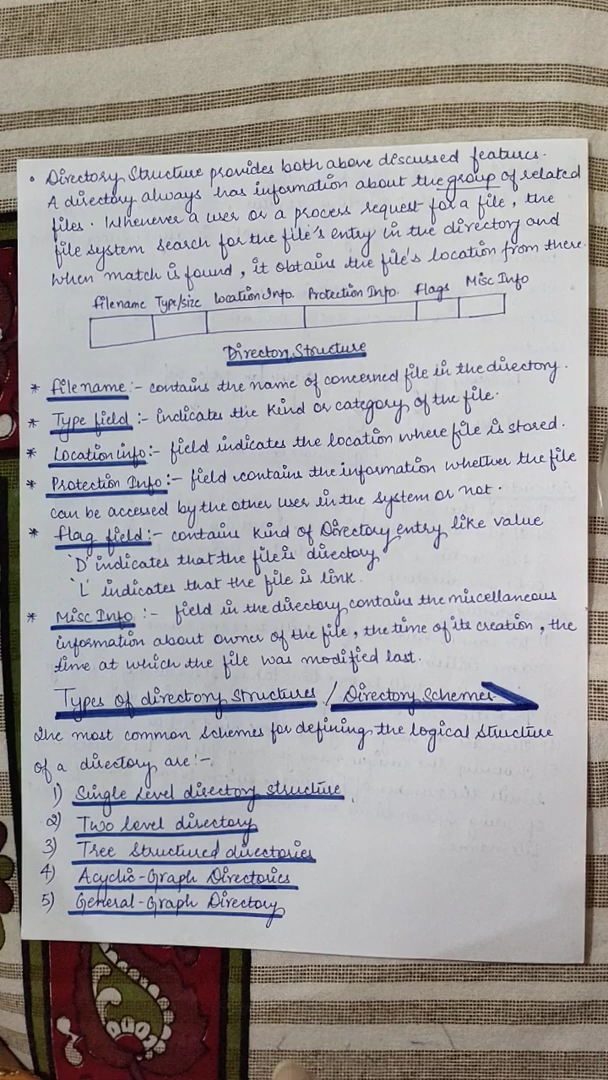 • Directory Structure provides both above discussed features.
A directory always has information about the group of related
files. Whenever a user or a process request for a file, the
file system search for the file's entry in the directory and
when match is found, it obtains the file's location from there.
filename Type/size Location Info. Protection Info. Flags Misc Info
Directory Structure
* filename :- contains the name of concerned file in the directory.
* Type field :- indicates the kind or category of the file.
* Location info :- field indicates the location where file is stored.
* Protection Info :- field contains the information whether the file
can be accessed by the other user in the system or not.
* flag field :- contains kind of Directory entry like value
'D' indicates that the file is directory
'L' indicates that the file is link.
* Misc Info :- field in the directory contains the miscellaneous
information about owner of the file, the time of its creation, the
time at which the file was modified last.
Types of directory structures / Directory Schemes
The most common schemes for defining the logical structure
of a directory are :-
1) Single level directory structure
2) Two level directory
3) Tree Structured directories
4) Acyclic-Graph Directories
5) General-Graph Directory